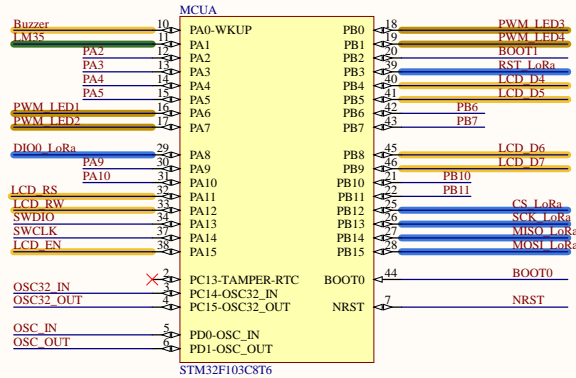 MCUA
Buzzer 10 PA0-WKUP PB0 18 PWM_LED3
LM35 11 PA1 PB1 19 PWM_LED4
PA2 12 PA2 PB2 20 BOOT1
PA3 13 PA3 PB3 39 RST_LoRa
PA4 14 PA4 PB4 40 LCD_D4
PA5 15 PA5 PB5 41 LCD_D5
PWM_LED1 16 PA6 PB6 42 PB6
PWM_LED2 17 PA7 PB7 43 PB7
DIO0_LoRa 29 PA8 PB8 45 LCD_D6
PA9 30 PA9 PB9 46 LCD_D7
PA10 31 PA10 PB10 21 PB10
LCD_RS 32 PA11 PB11 22 PB11
LCD_RW 33 PA12 PB12 25 CS_LoRa
SWDIO 34 PA13 PB13 26 SCK_LoRa
SWCLK 37 PA14 PB14 27 MISO_LoRa
LCD_EN 38 PA15 PB15 28 MOSI_LoRa
2 PC13-TAMPER-RTC BOOT0 44 BOOT0
OSC32_IN 3 PC14-OSC32_IN
OSC32_OUT 4 PC15-OSC32_OUT NRST 7 NRST
OSC_IN 5 PD0-OSC_IN
OSC_OUT 6 PD1-OSC_OUT
STM32F103C8T6